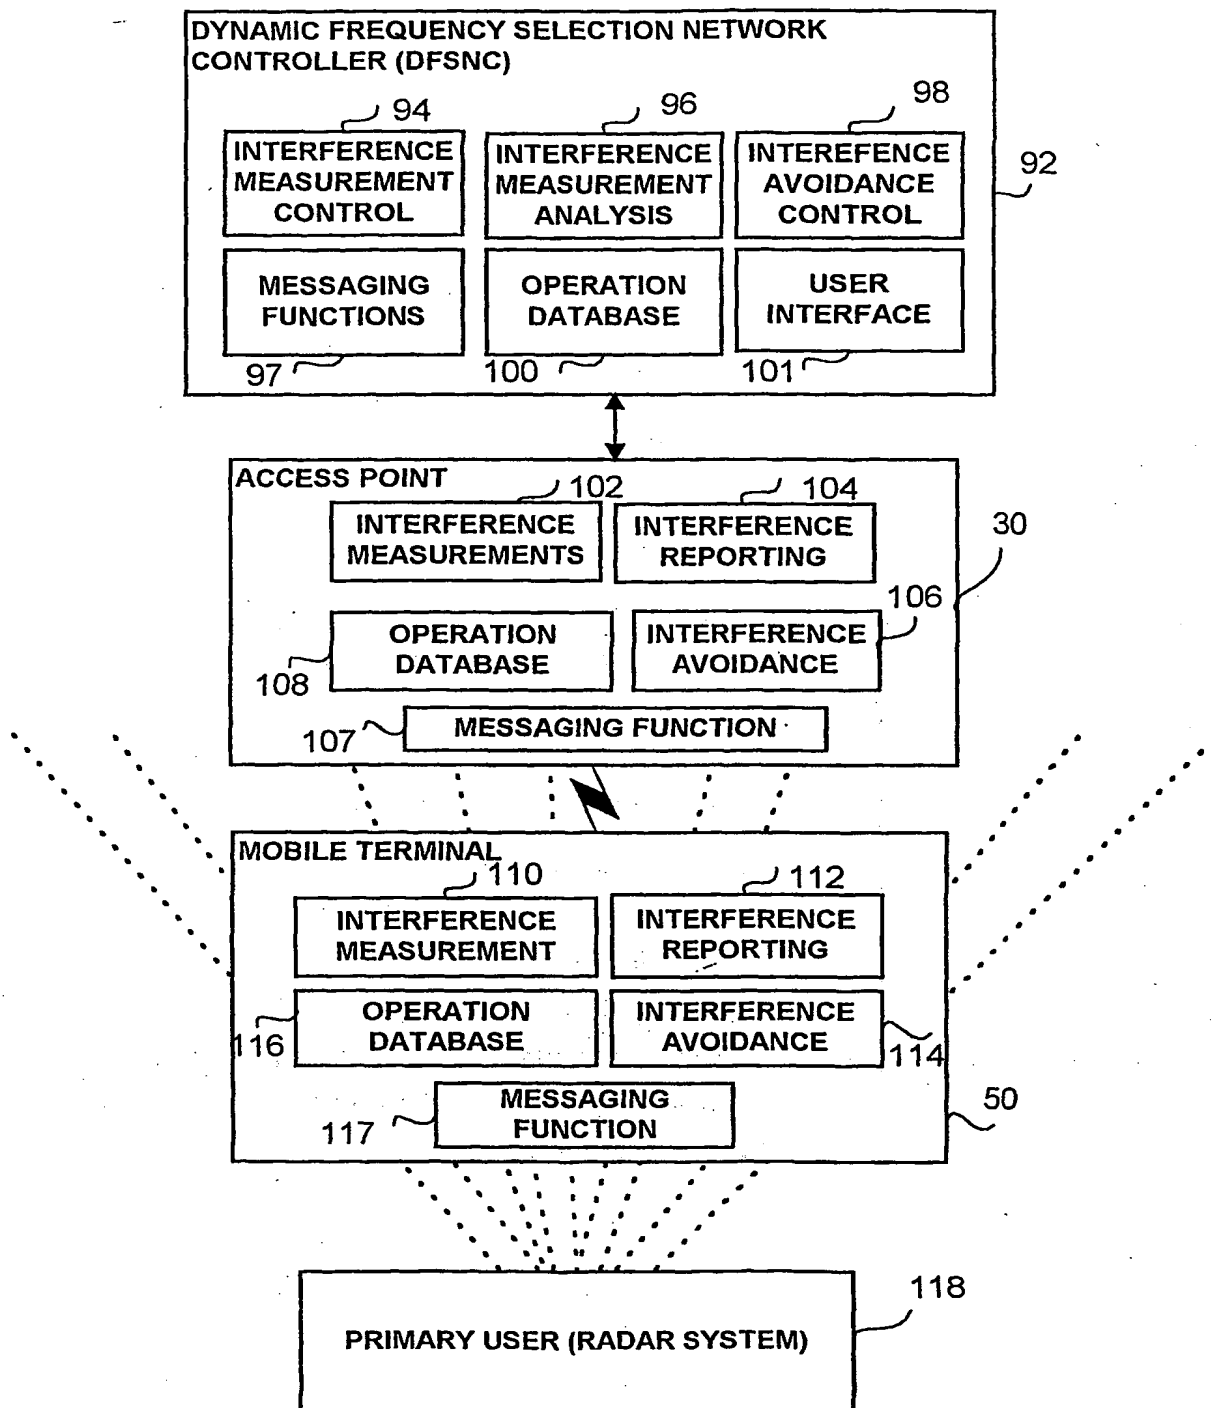 DYNAMIC FREQUENCY SELECTION NETWORK
CONTROLLER (DFSNC)
94
96
98
INTERFERENCE
MEASUREMENT
CONTROL
INTERFERENCE
MEASUREMENT
ANALYSIS
INTEREFENCE
AVOIDANCE
CONTROL
92
MESSAGING
FUNCTIONS
OPERATION
DATABASE
USER
INTERFACE
97
100
101
ACCESS POINT
102
104
INTERFERENCE
MEASUREMENTS
INTERFERENCE
REPORTING
30
106
OPERATION
DATABASE
INTERFERENCE
AVOIDANCE
108
MESSAGING FUNCTION
107
MOBILE TERMINAL
110
112
INTERFERENCE
MEASUREMENT
INTERFERENCE
REPORTING
OPERATION
DATABASE
INTERFERENCE
AVOIDANCE
116
114
MESSAGING
FUNCTION
117
50
118
PRIMARY USER (RADAR SYSTEM)